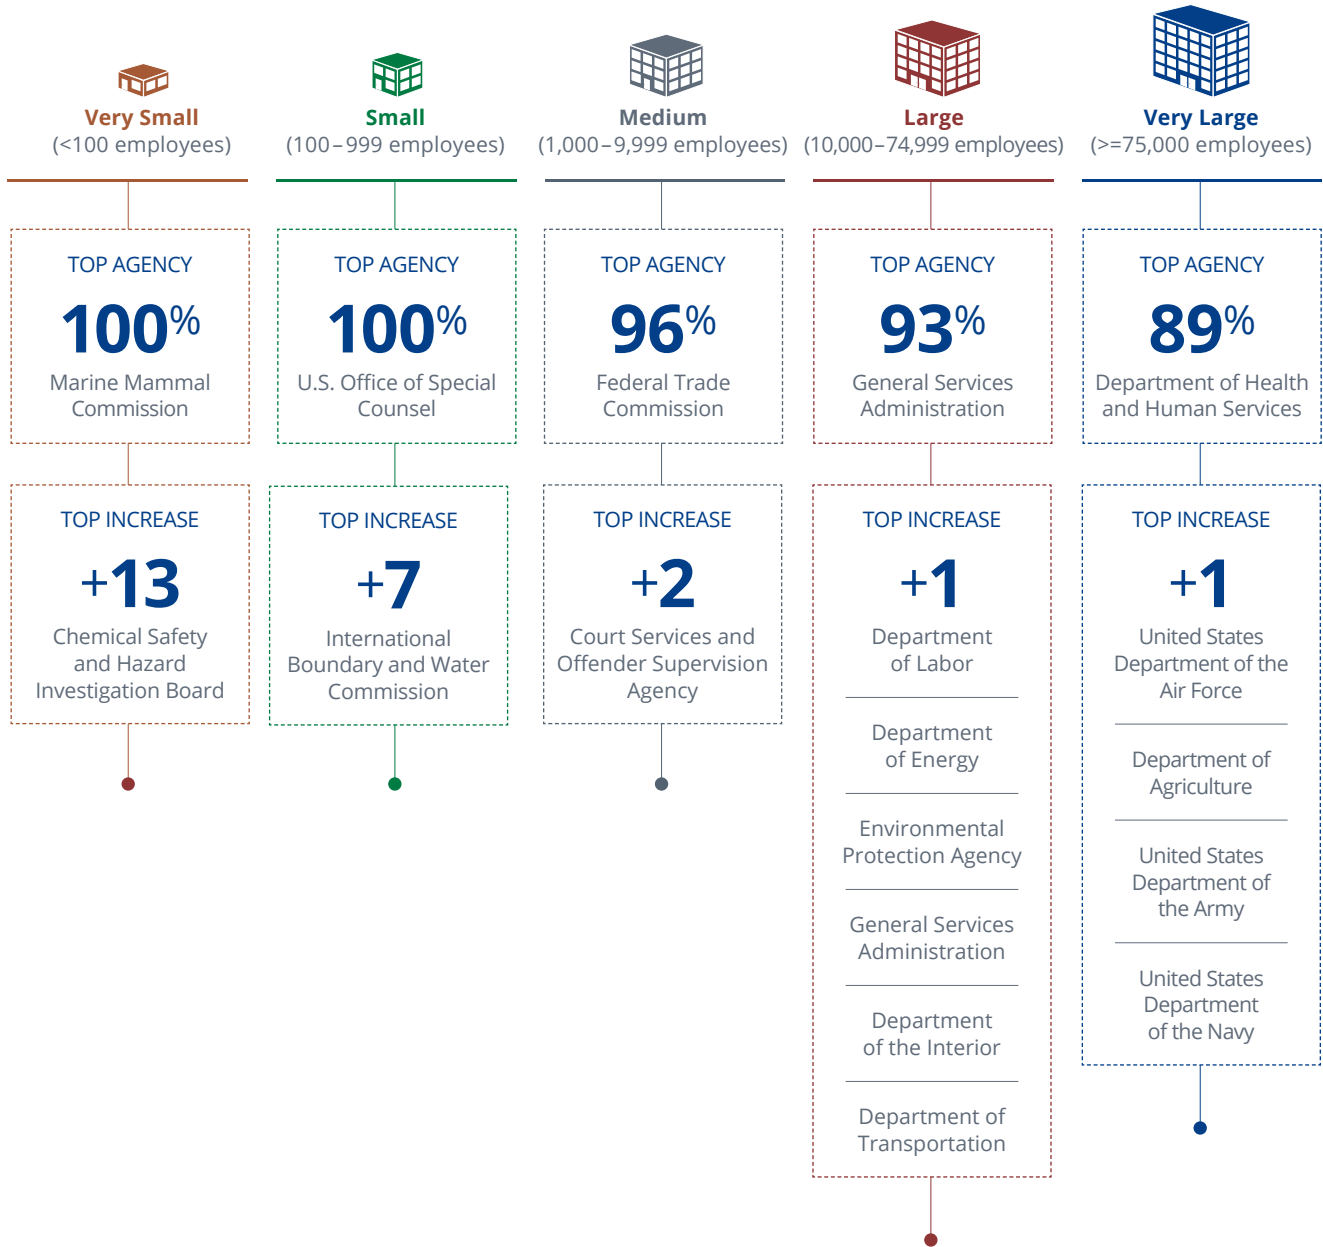 Very Small
(<100 employees)
TOP AGENCY
100%
Marine Mammal
Commission
TOP INCREASE
+13
Chemical Safety
and Hazard
Investigation Board
Small
(100–999 employees)
TOP AGENCY
100%
U.S. Office of Special
Counsel
TOP INCREASE
+7
International
Boundary and Water
Commission
Medium
(1,000–9,999 employees)
TOP AGENCY
96%
Federal Trade
Commission
TOP INCREASE
+2
Court Services and
Offender Supervision
Agency
Large
(10,000–74,999 employees)
TOP AGENCY
93%
General Services
Administration
TOP INCREASE
+1
Department
of Labor
Department
of Energy
Environmental
Protection Agency
General Services
Administration
Department
of the Interior
Department of
Transportation
Very Large
(>=75,000 employees)
TOP AGENCY
89%
Department of Health
and Human Services
TOP INCREASE
+1
United States
Department of the
Air Force
Department of
Agriculture
United States
Department of
the Army
United States
Department
of the Navy